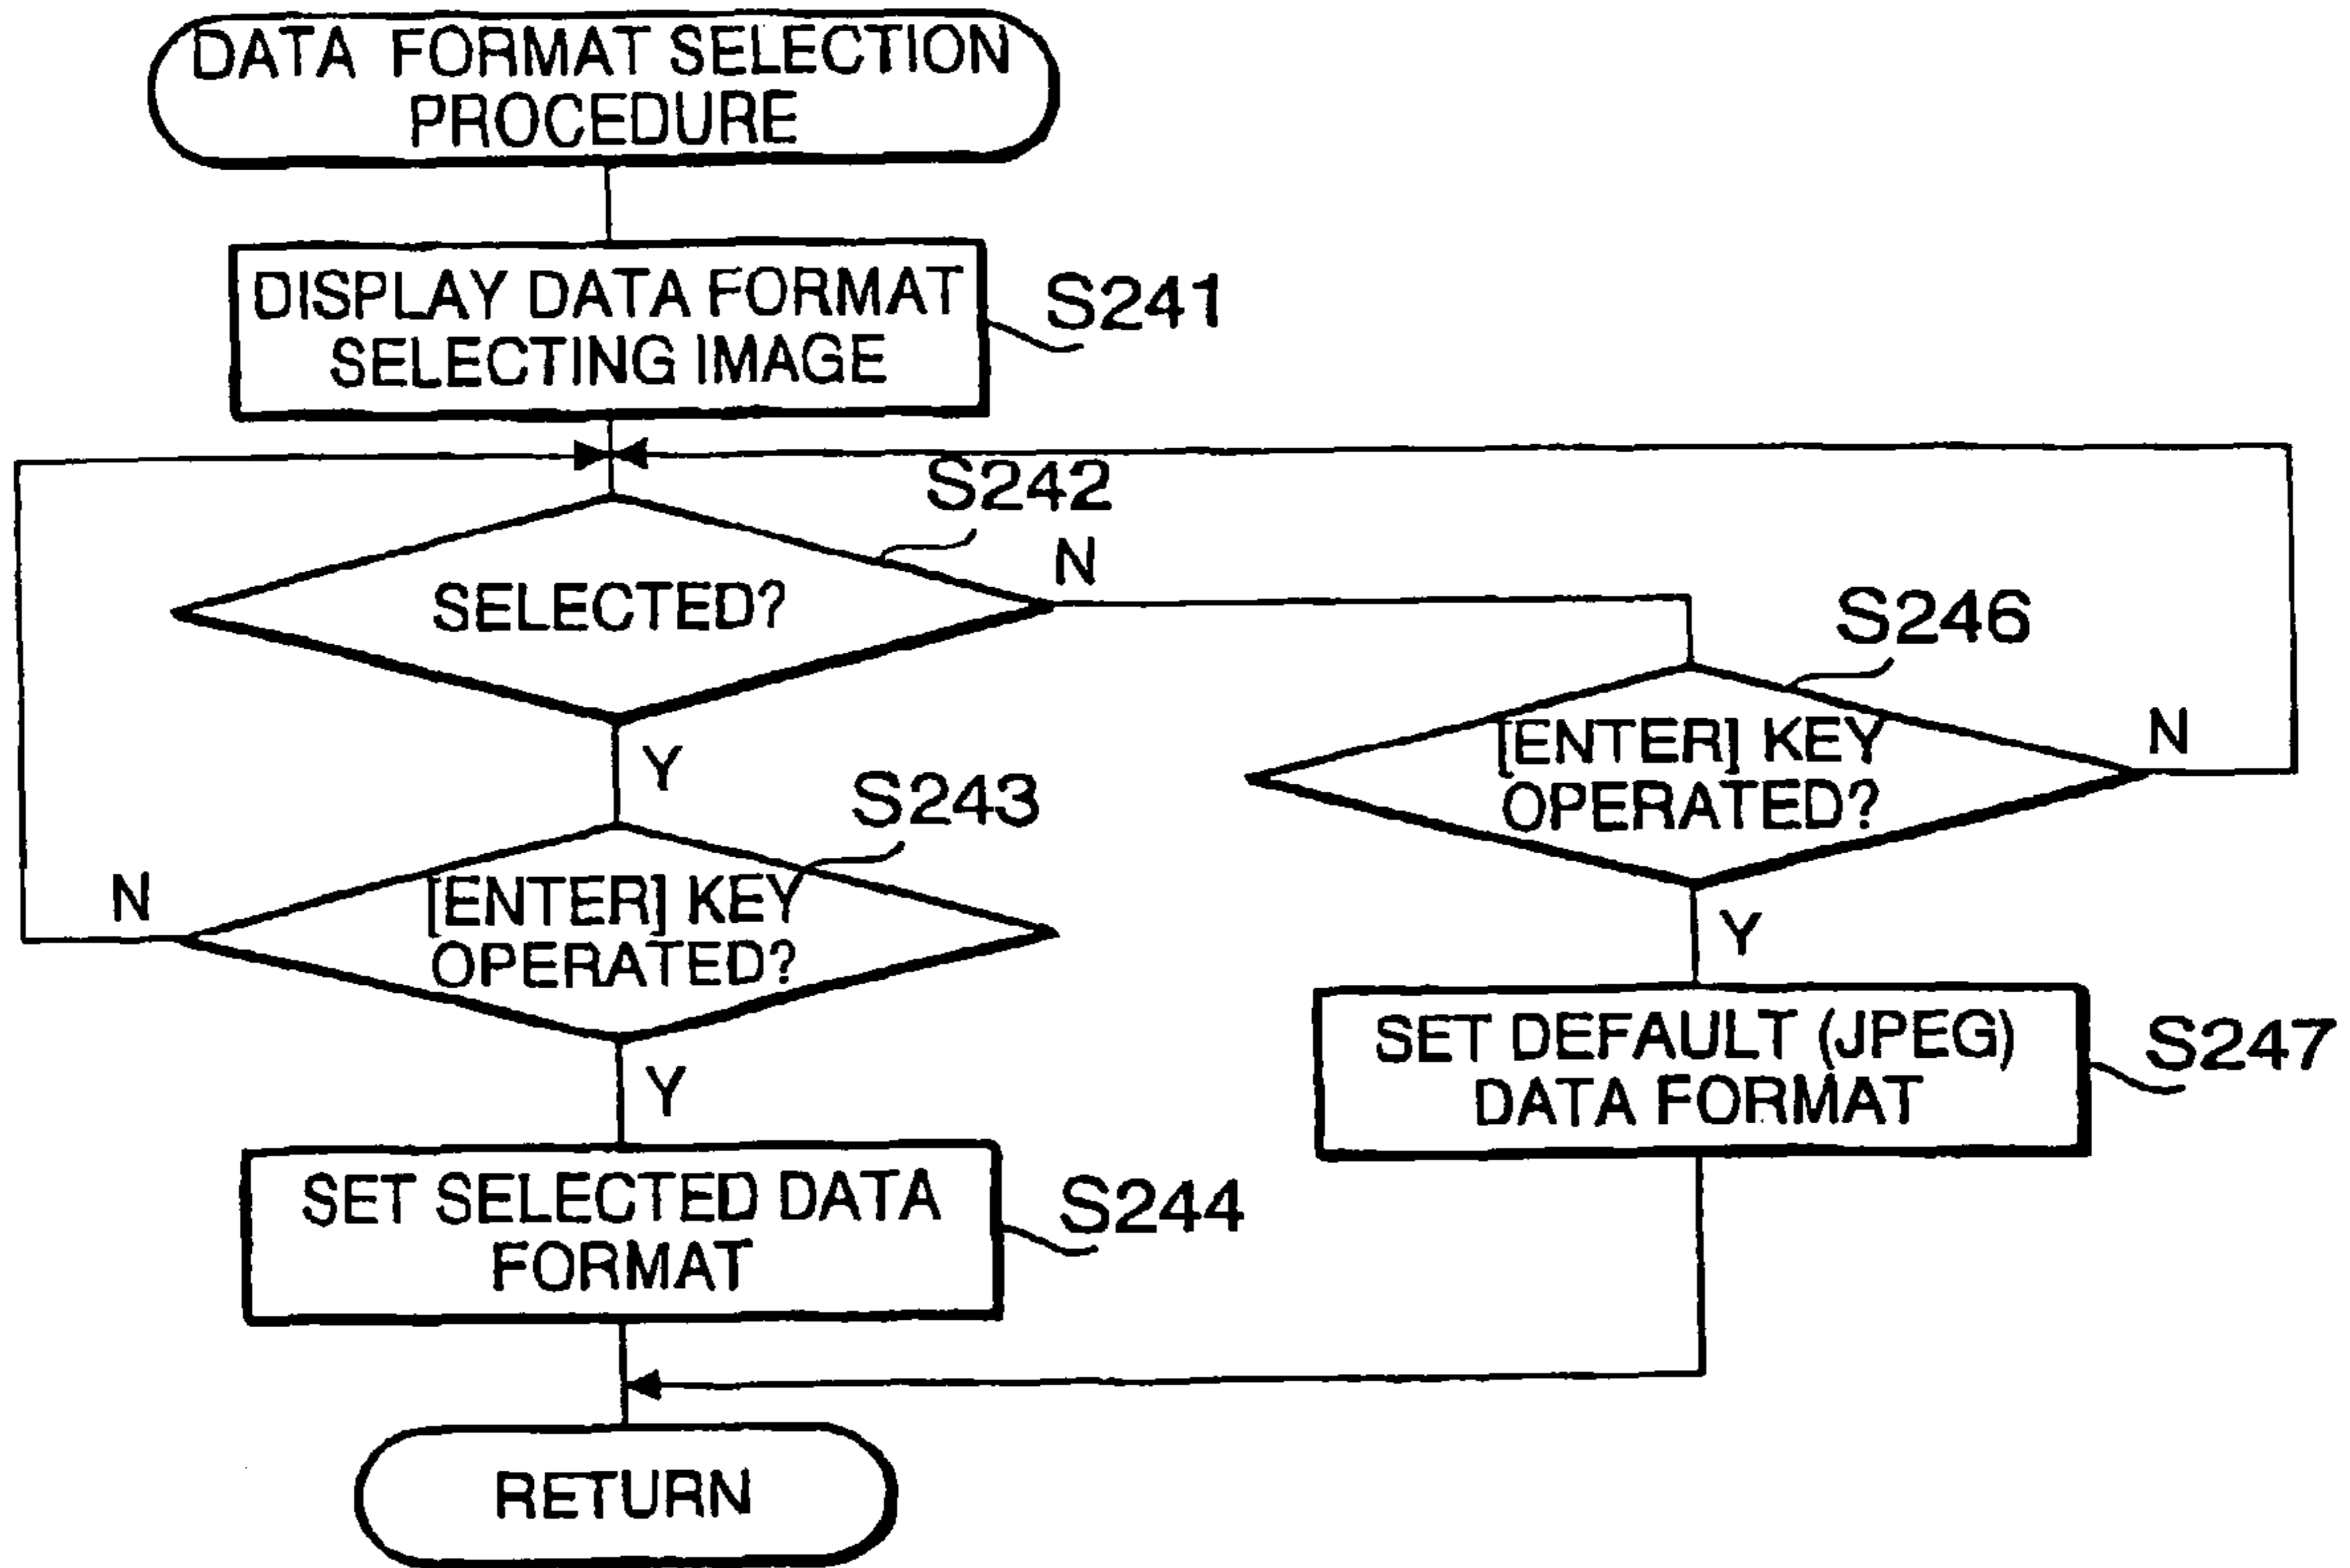 DATA FORMAT SELECTION
PROCEDURE
DISPLAY DATA FORMAT
SELECTING IMAGE
S241
S242
SELECTED?
N
Y
S246
[ENTER] KEY
OPERATED?
N
Y
S243
[ENTER] KEY
OPERATED?
N
Y
SET DEFAULT (JPEG)
DATA FORMAT
S247
SET SELECTED DATA
FORMAT
S244
RETURN